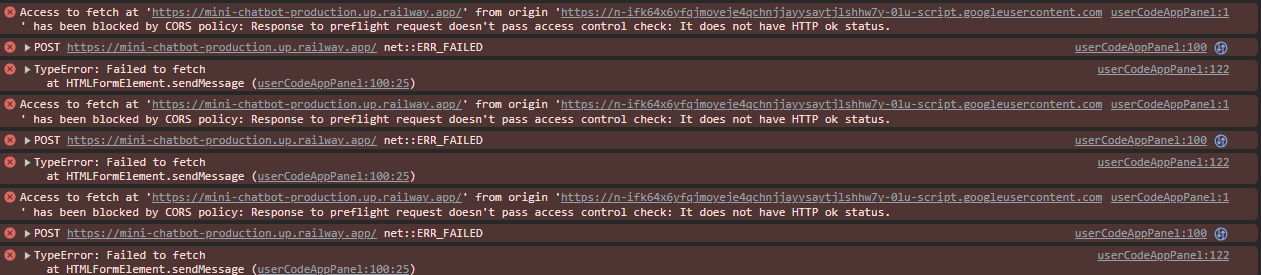 Access to fetch at 'https://mini-chatbot-production.up.railway.app/' from origin 'https://n-ifk64x6yfqjmoyeje4qchnjjayysaytjlshhw7y-0lu-script.googleusercontent.com userCodeAppPanel:1
' has been blocked by CORS policy: Response to preflight request doesn't pass access control check: It does not have HTTP ok status.
POST https://mini-chatbot-production.up.railway.app/ net::ERR_FAILED userCodeAppPanel:100
TypeError: Failed to fetch userCodeAppPanel:122
at HTMLFormElement.sendMessage (userCodeAppPanel:100:25)
Access to fetch at 'https://mini-chatbot-production.up.railway.app/' from origin 'https://n-ifk64x6yfqjmoyeje4qchnjjayysaytjlshhw7y-0lu-script.googleusercontent.com userCodeAppPanel:1
' has been blocked by CORS policy: Response to preflight request doesn't pass access control check: It does not have HTTP ok status.
POST https://mini-chatbot-production.up.railway.app/ net::ERR_FAILED userCodeAppPanel:100
TypeError: Failed to fetch userCodeAppPanel:122
at HTMLFormElement.sendMessage (userCodeAppPanel:100:25)
Access to fetch at 'https://mini-chatbot-production.up.railway.app/' from origin 'https://n-ifk64x6yfqjmoyeje4qchnjjayysaytjlshhw7y-0lu-script.googleusercontent.com userCodeAppPanel:1
' has been blocked by CORS policy: Response to preflight request doesn't pass access control check: It does not have HTTP ok status.
POST https://mini-chatbot-production.up.railway.app/ net::ERR_FAILED userCodeAppPanel:100
TypeError: Failed to fetch userCodeAppPanel:122
at HTMLFormElement.sendMessage (userCodeAppPanel:100:25)